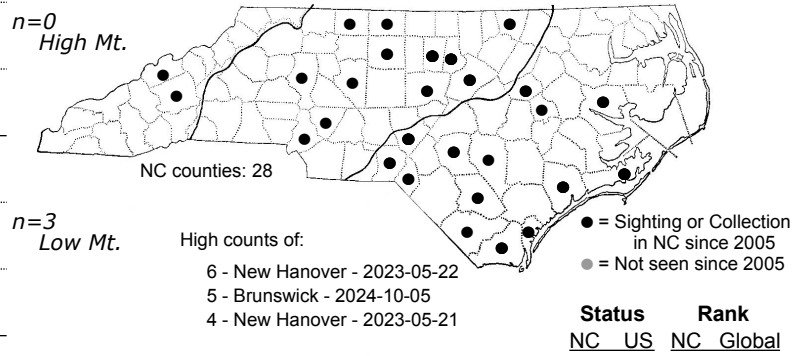 n=0
High Mt.
NC counties: 28
n=3
Low Mt.
High counts of:
6 - New Hanover - 2023-05-22
5 - Brunswick - 2024-10-05
4 - New Hanover - 2023-05-21
= Sighting or Collection
in NC since 2005
= Not seen since 2005
Status Rank
NC US NC Global